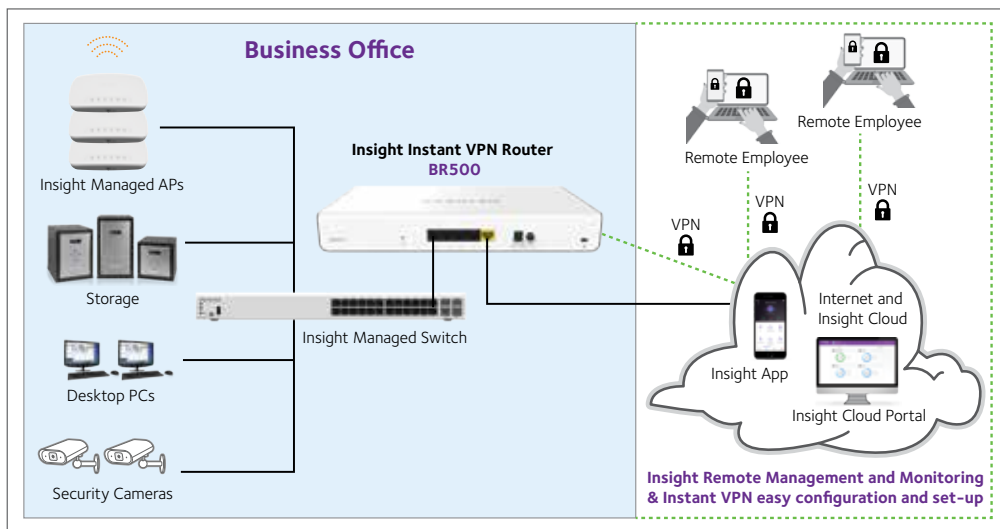 Business Office
Insight Managed APs
Storage
Desktop PCs
Security Cameras
Insight Instant VPN Router
BR500
Insight Managed Switch
Remote Employee
Remote Employee
VPN
VPN
VPN
Internet and
Insight Cloud
Insight App
Insight Cloud Portal
Insight Remote Management and Monitoring
& Instant VPN easy configuration and set-up